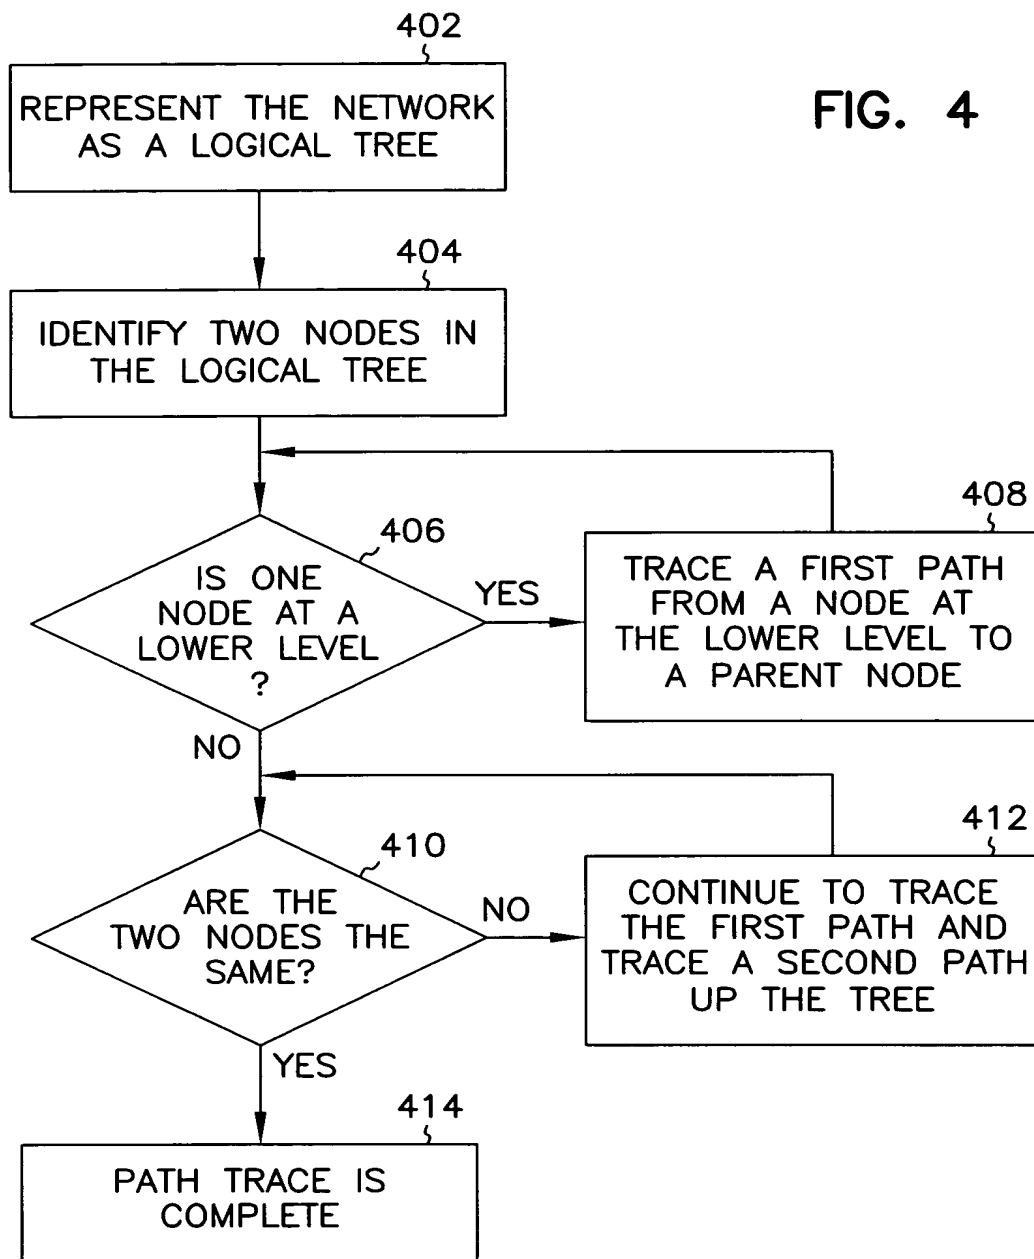 402
REPRESENT THE NETWORK
AS A LOGICAL TREE
FIG. 4
404
IDENTIFY TWO NODES IN
THE LOGICAL TREE
406
IS ONE
NODE AT A
LOWER LEVEL
?
YES
408
TRACE A FIRST PATH
FROM A NODE AT
THE LOWER LEVEL TO
A PARENT NODE
NO
410
ARE THE
TWO NODES THE
SAME?
NO
412
CONTINUE TO TRACE
THE FIRST PATH AND
TRACE A SECOND PATH
UP THE TREE
YES
414
PATH TRACE IS
COMPLETE